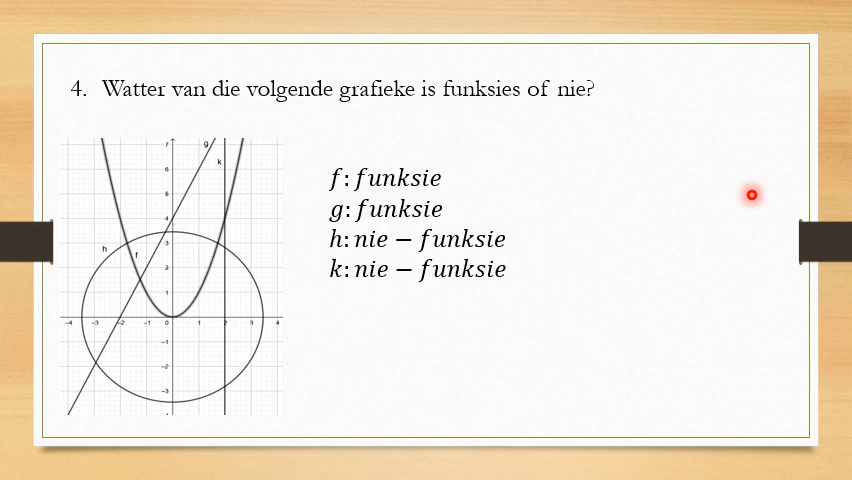 4. Watter van die volgende grafieke is funksies of nie?
f: funksie
g: funksie
h: nie − funksie
k: nie − funksie
g
k
h
f
7
6
5
4
3
2
1
−4 −3 −2 −1 0 1 2 3 4
−1
−2
−3